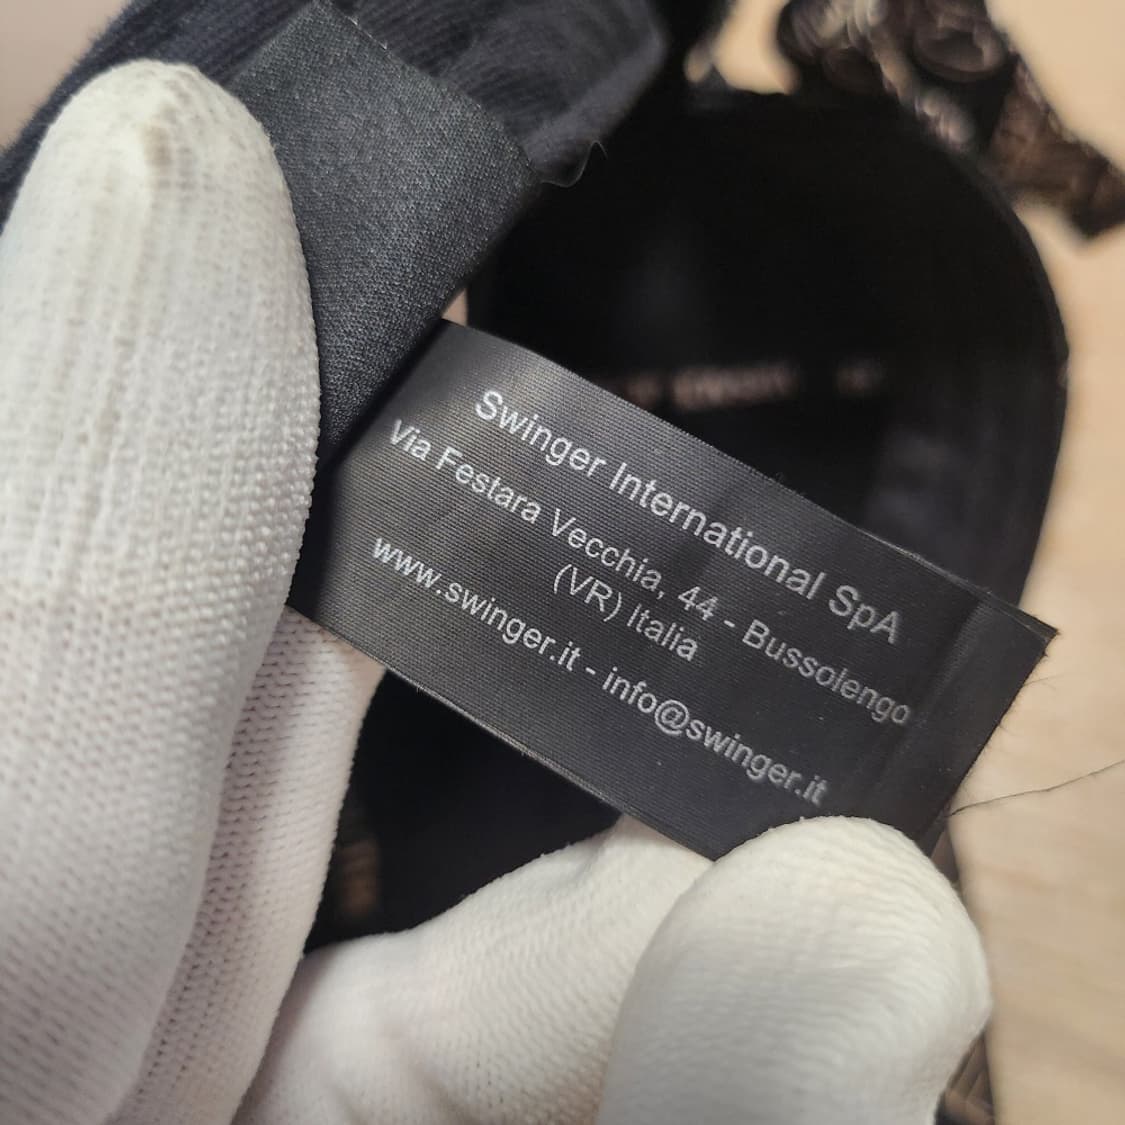 Swinger International SpA
Via Festara Vecchia, 44 - Bussolengo
(VR) Italia
www.swinger.it - info@swinger.it